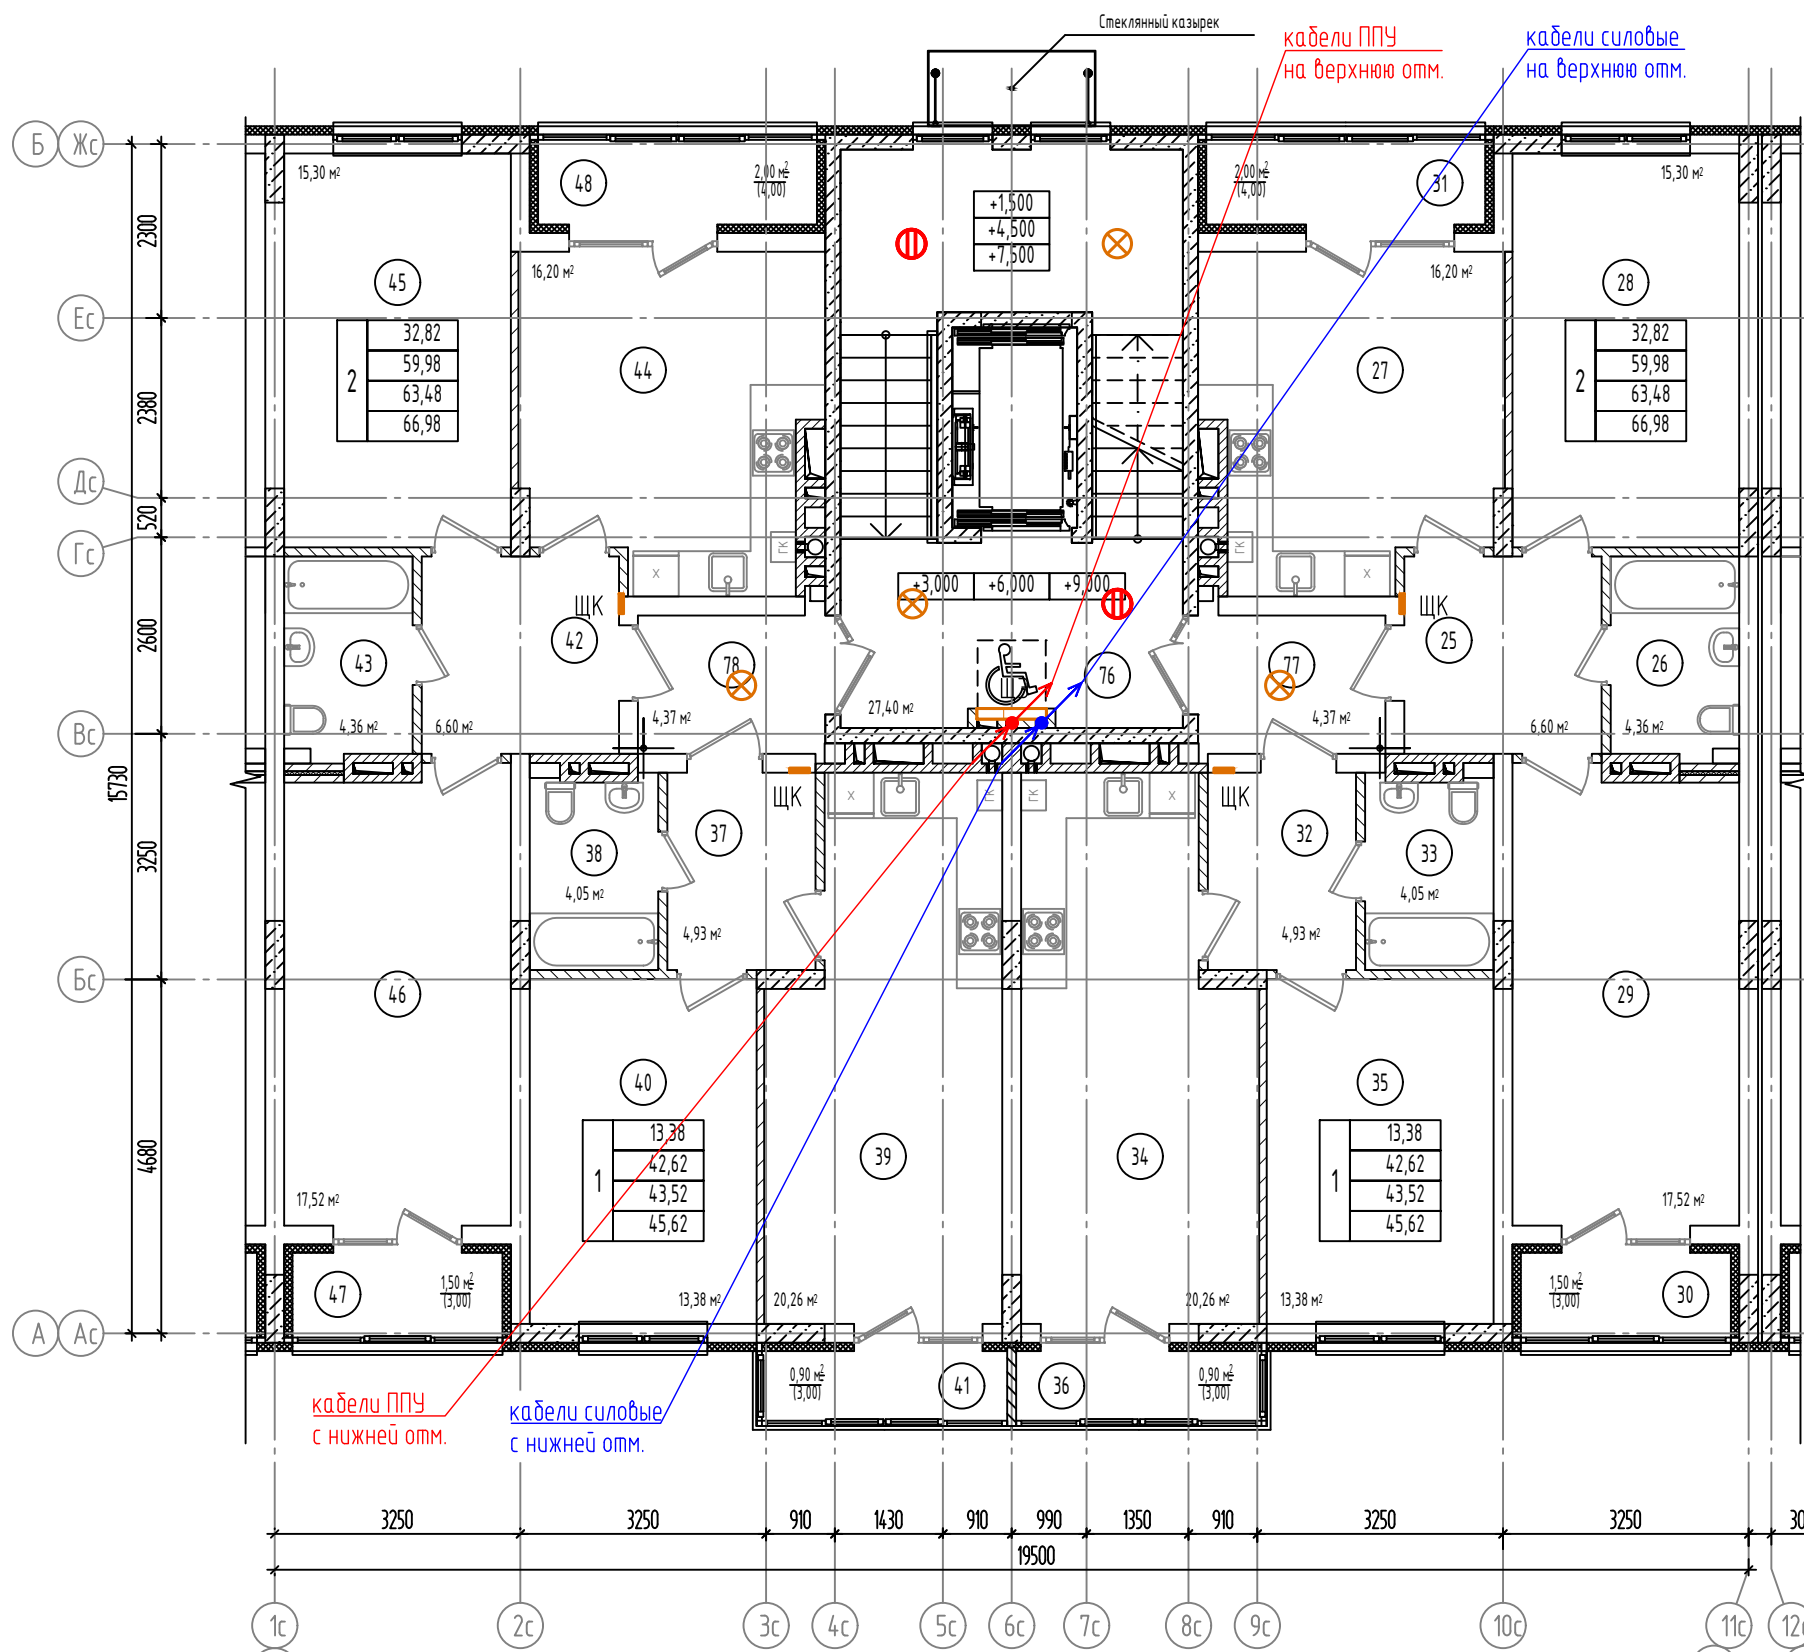 Стеклянный казырек
кабели ППУ
на верхнюю отм.
кабели силовые
на верхнюю отм.
Б
Жс
15,30 м²
48
2,00 м²
(4,00)
+1,500
+4,500
+7,500
2,00 м²
(4,00)
31
15,30 м²
2300
45
16,20 м²
16,20 м²
28
Ес
2
32,82
59,98
63,48
66,98
44
27
2
32,82
59,98
63,48
66,98
2380
Дс
520
Гс
ГК
ГК
Х
Х
+3,000
+6,000
+9,000
ЩК
ЩК
2600
42
25
43
78
76
77
26
4,36 м²
6,60 м²
4,37 м²
27,40 м²
4,37 м²
6,60 м²
4,36 м²
Вс
15730
ЩК
Х
ГК
ГК
Х
ЩК
3250
38
37
32
33
4,05 м²
4,93 м²
4,93 м²
4,05 м²
Бс
46
29
40
35
1
13,38
42,62
43,52
45,62
39
34
1
13,38
42,62
43,52
45,62
4680
17,52 м²
17,52 м²
47
1,50 м²
(3,00)
13,38 м²
20,26 м²
20,26 м²
13,38 м²
1,50 м²
(3,00)
30
А
Ас
0,90 м²
(3,00)
41
36
0,90 м²
(3,00)
кабели ППУ
с нижней отм.
кабели силовые
с нижней отм.
3250
3250
910
1430
910
990
1350
910
3250
3250
30
19500
1с
2с
3с
4с
5с
6с
7с
8с
9с
10с
11с
12с